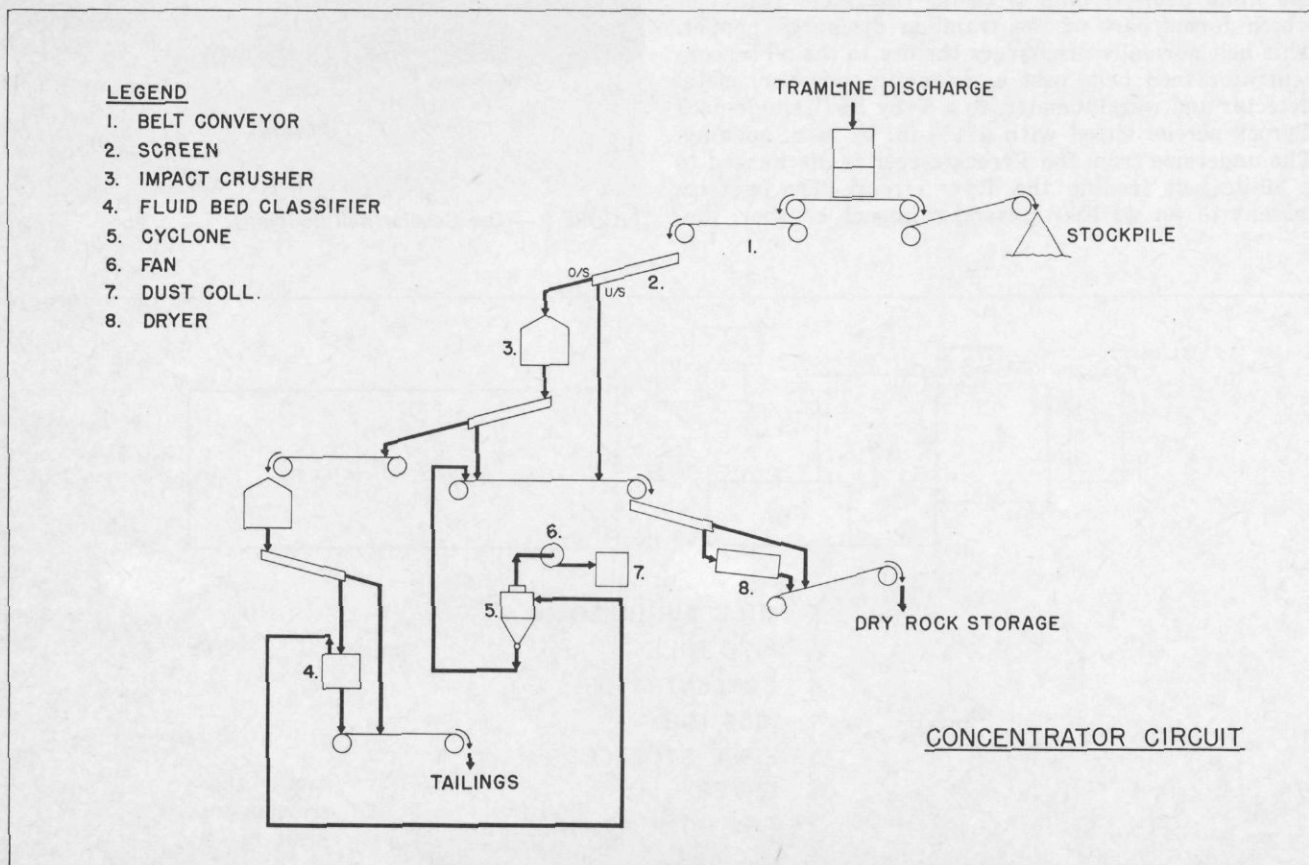 LEGEND
1. BELT CONVEYOR
2. SCREEN
3. IMPACT CRUSHER
4. FLUID BED CLASSIFIER
5. CYCLONE
6. FAN
7. DUST COLL.
8. DRYER
TRAMLINE DISCHARGE
1.
STOCKPILE
O/S
2.
U/S
3.
6.
7.
8.
5.
DRY ROCK STORAGE
4.
CONCENTRATOR CIRCUIT
TAILINGS